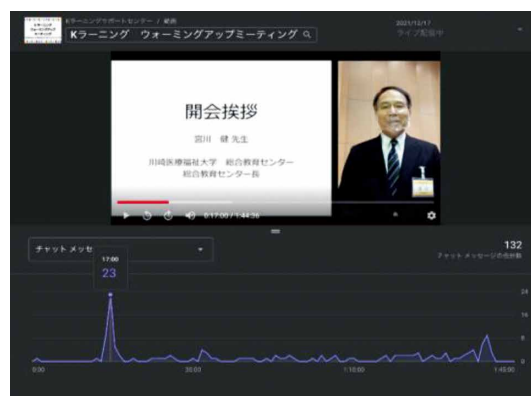 Kラーニングサポートセンター / 動画
Kラーニング ウォーミングアップミーティング
2021/12/17
ライブ配信中
開会挨拶
宮川 健 先生
川崎医療福祉大学 総合教育センター
総合教育センター長
0:17:00 / 1:44:36
チャット メッセ
132
チャット メッセージの合計数
17:00
23
24
16
8
0
0:00
35:00
1:10:00
1:45:00